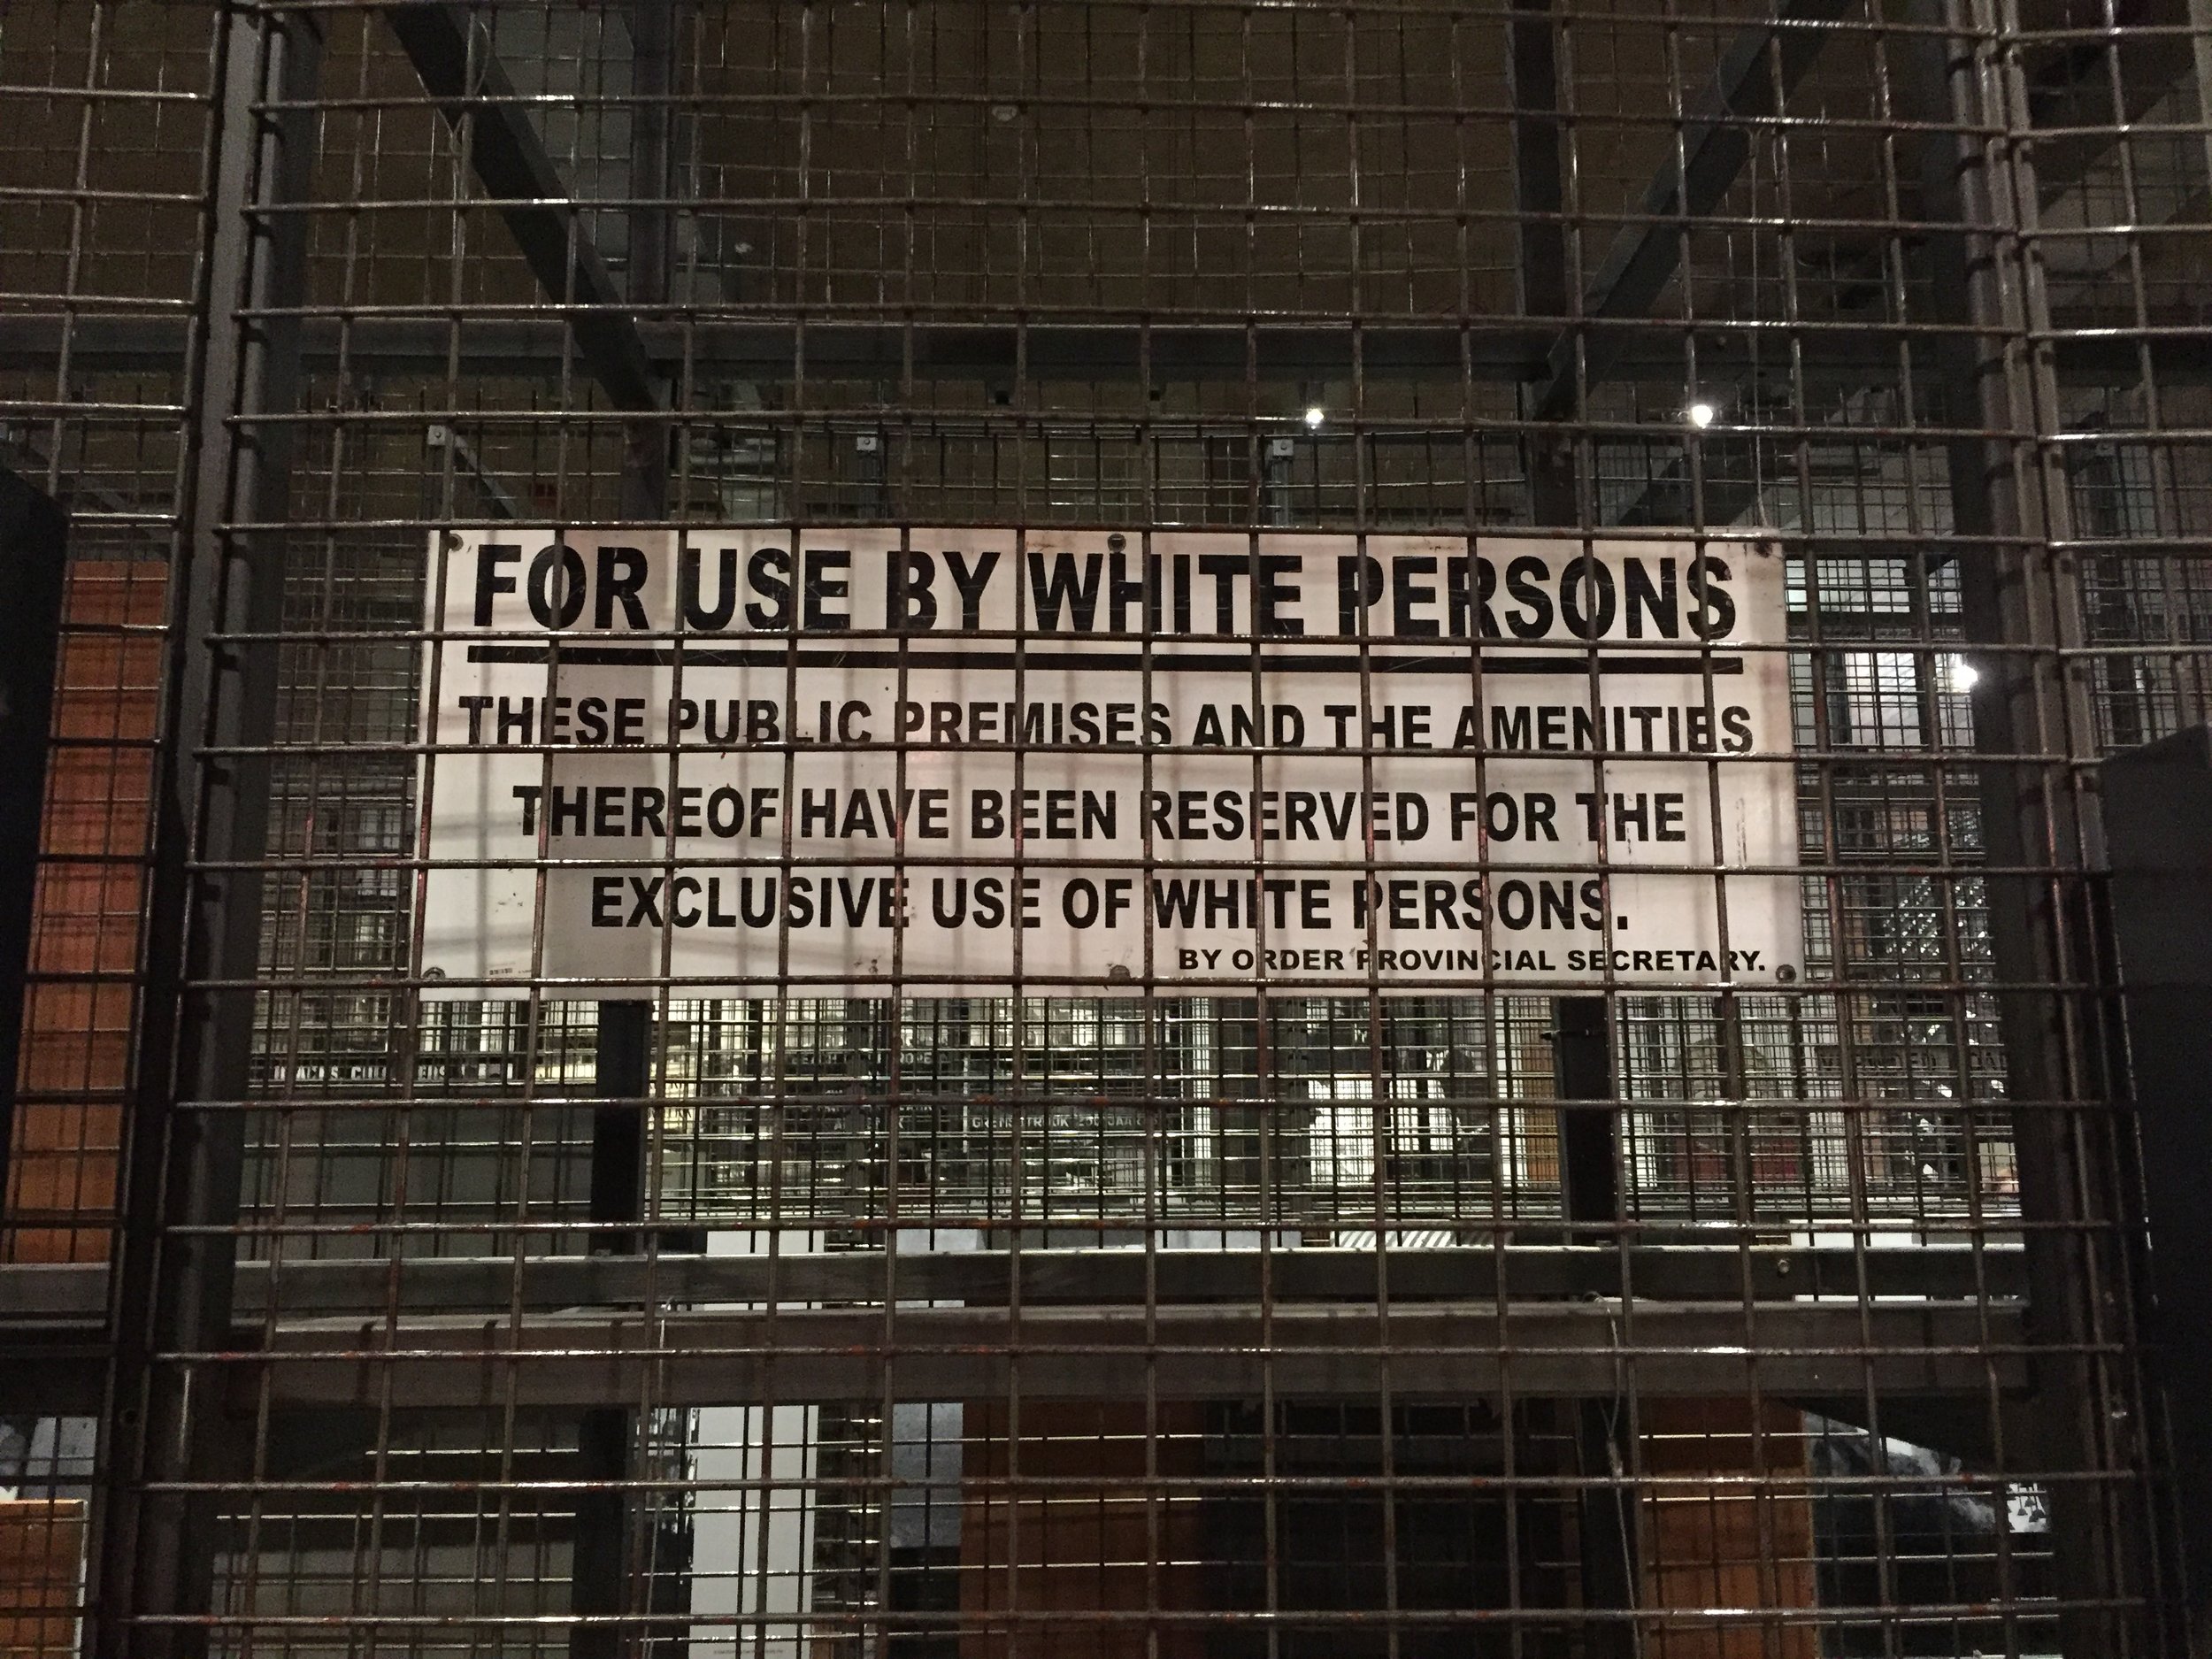 FOR USE BY WHITE PERSONS
THESE PUBLIC PREMISES AND THE AMENITIES
THEREOF HAVE BEEN RESERVED FOR THE
EXCLUSIVE USE OF WHITE PERSONS.
BY ORDER PROVINCIAL SECRETARY.